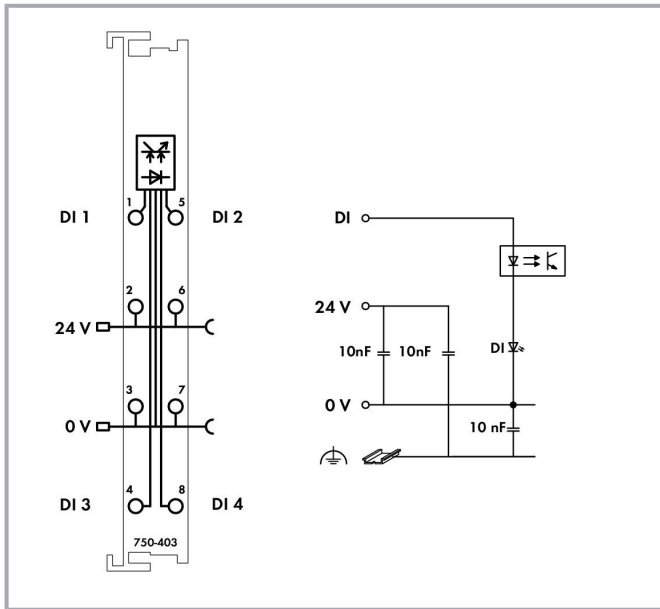 1 5
DI 1 DI 2
2 6
24 V
3 7
0 V
4 8
DI 3 DI 4
750-403
DI
24 V
10nF 10nF
DI
0 V
10 nF